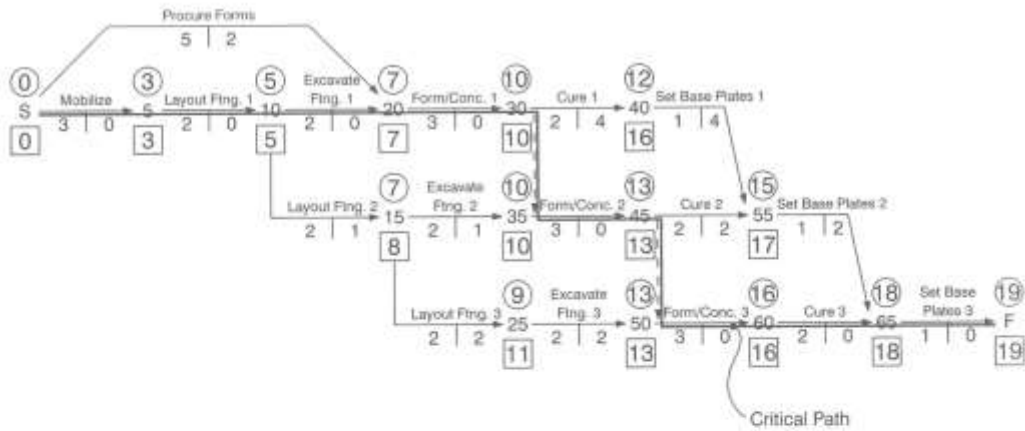 Procure Forms
5 2
0 3 5 Excavate 7 10 12
S Mobilize 5 Layout Ftng. 1 10 Ftng. 1 20 Form/Conc. 1 30 Cure 1 40 Set Base Plates 1
3 0 2 0 2 0 3 0 2 4 1 4
0 3 5 7 10 16
7 Excavate 10 13 15
Layout Ftng. 2 15 Ftng. 2 35 Form/Conc. 2 45 Cure 2 55 Set Base Plates 2
2 1 2 1 3 0 2 2 1 2
8 10 13 17
9 Excavate 13 16 18 Set Base 19
Layout Ftng. 3 25 Ftng. 3 50 Form/Conc. 3 60 Cure 3 65 Plates 3 F
2 2 2 2 3 0 2 0 1 0
11 13 16 18 19
Critical Path